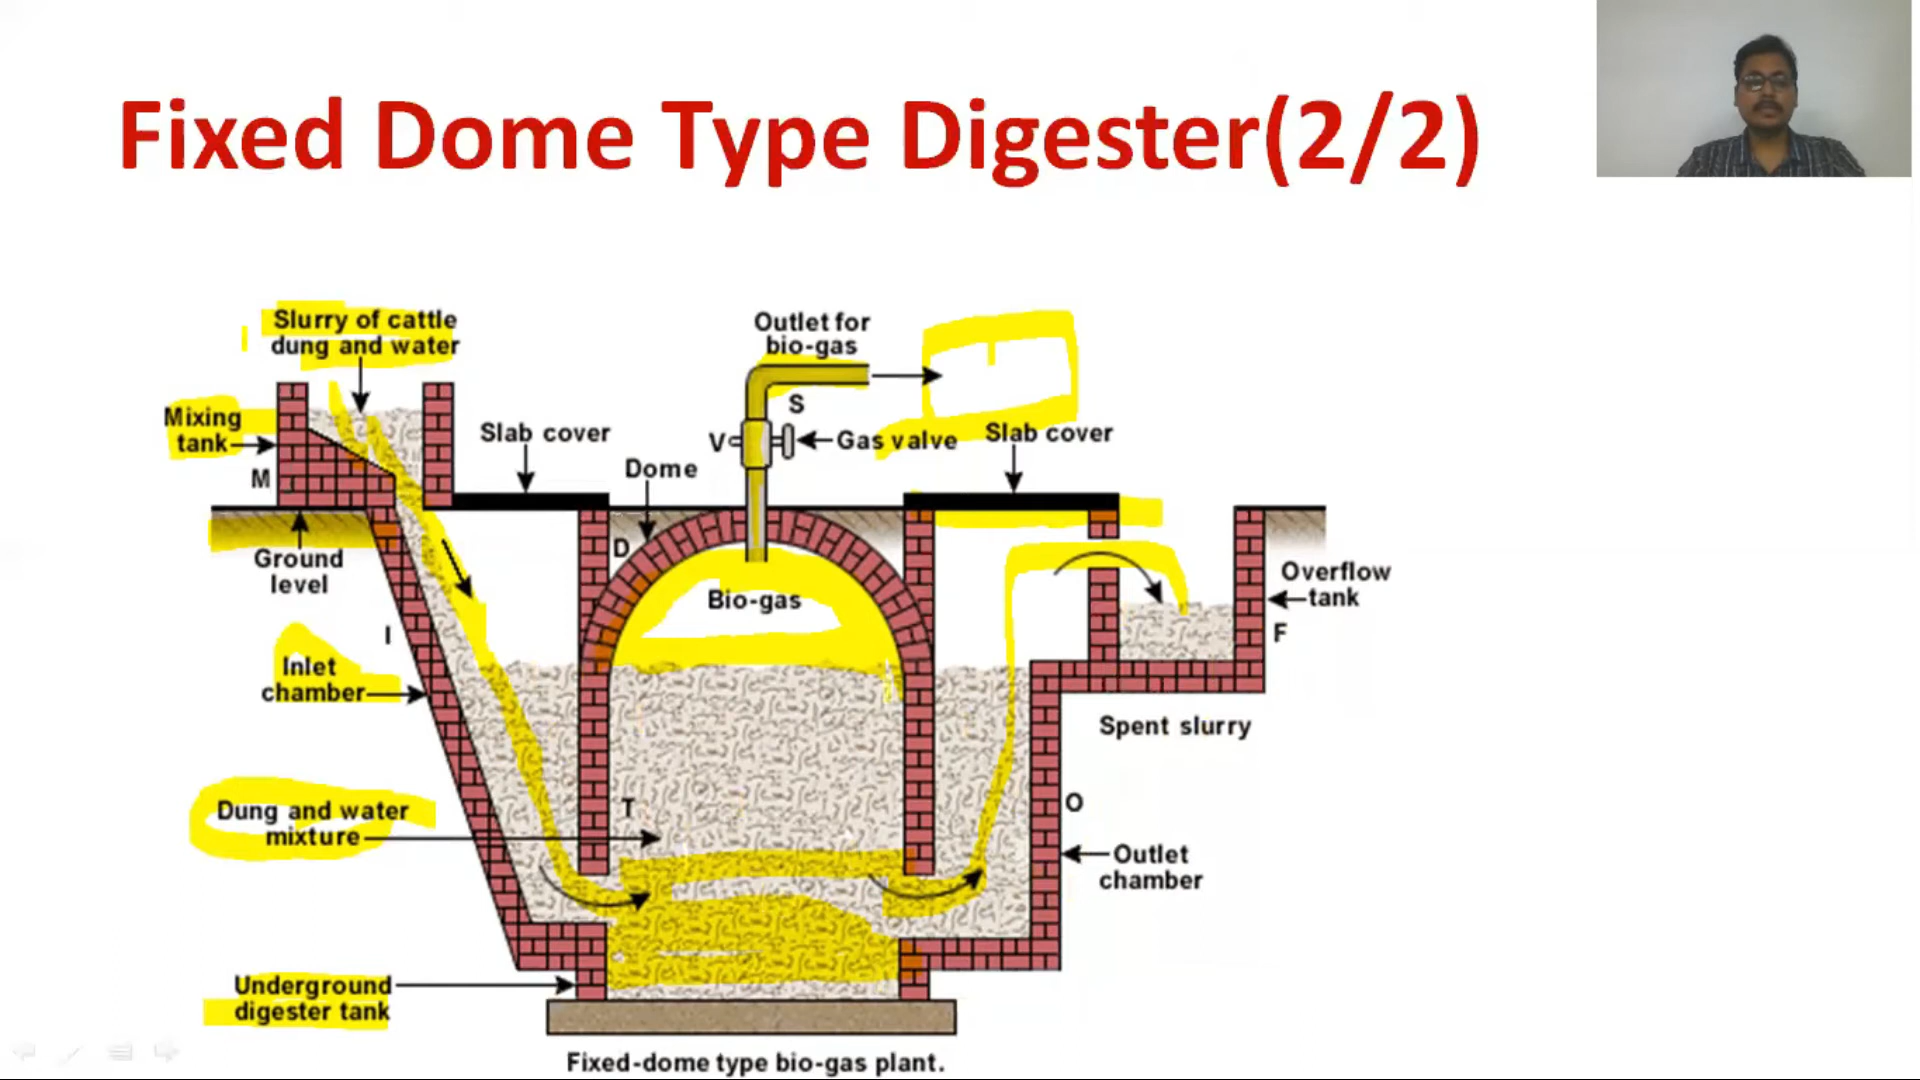 Fixed Dome Type Digester(2/2)
Slurry of cattle
dung and water
Outlet for
bio-gas
S
Mixing
tank
M
Slab cover
V
Gas valve
Slab cover
Dome
D
Ground
level
Bio-gas
Overflow
tank
F
I
Inlet
chamber
Spent slurry
Dung and water
mixture
T
O
Outlet
chamber
Underground
digester tank
Fixed-dome type bio-gas plant.